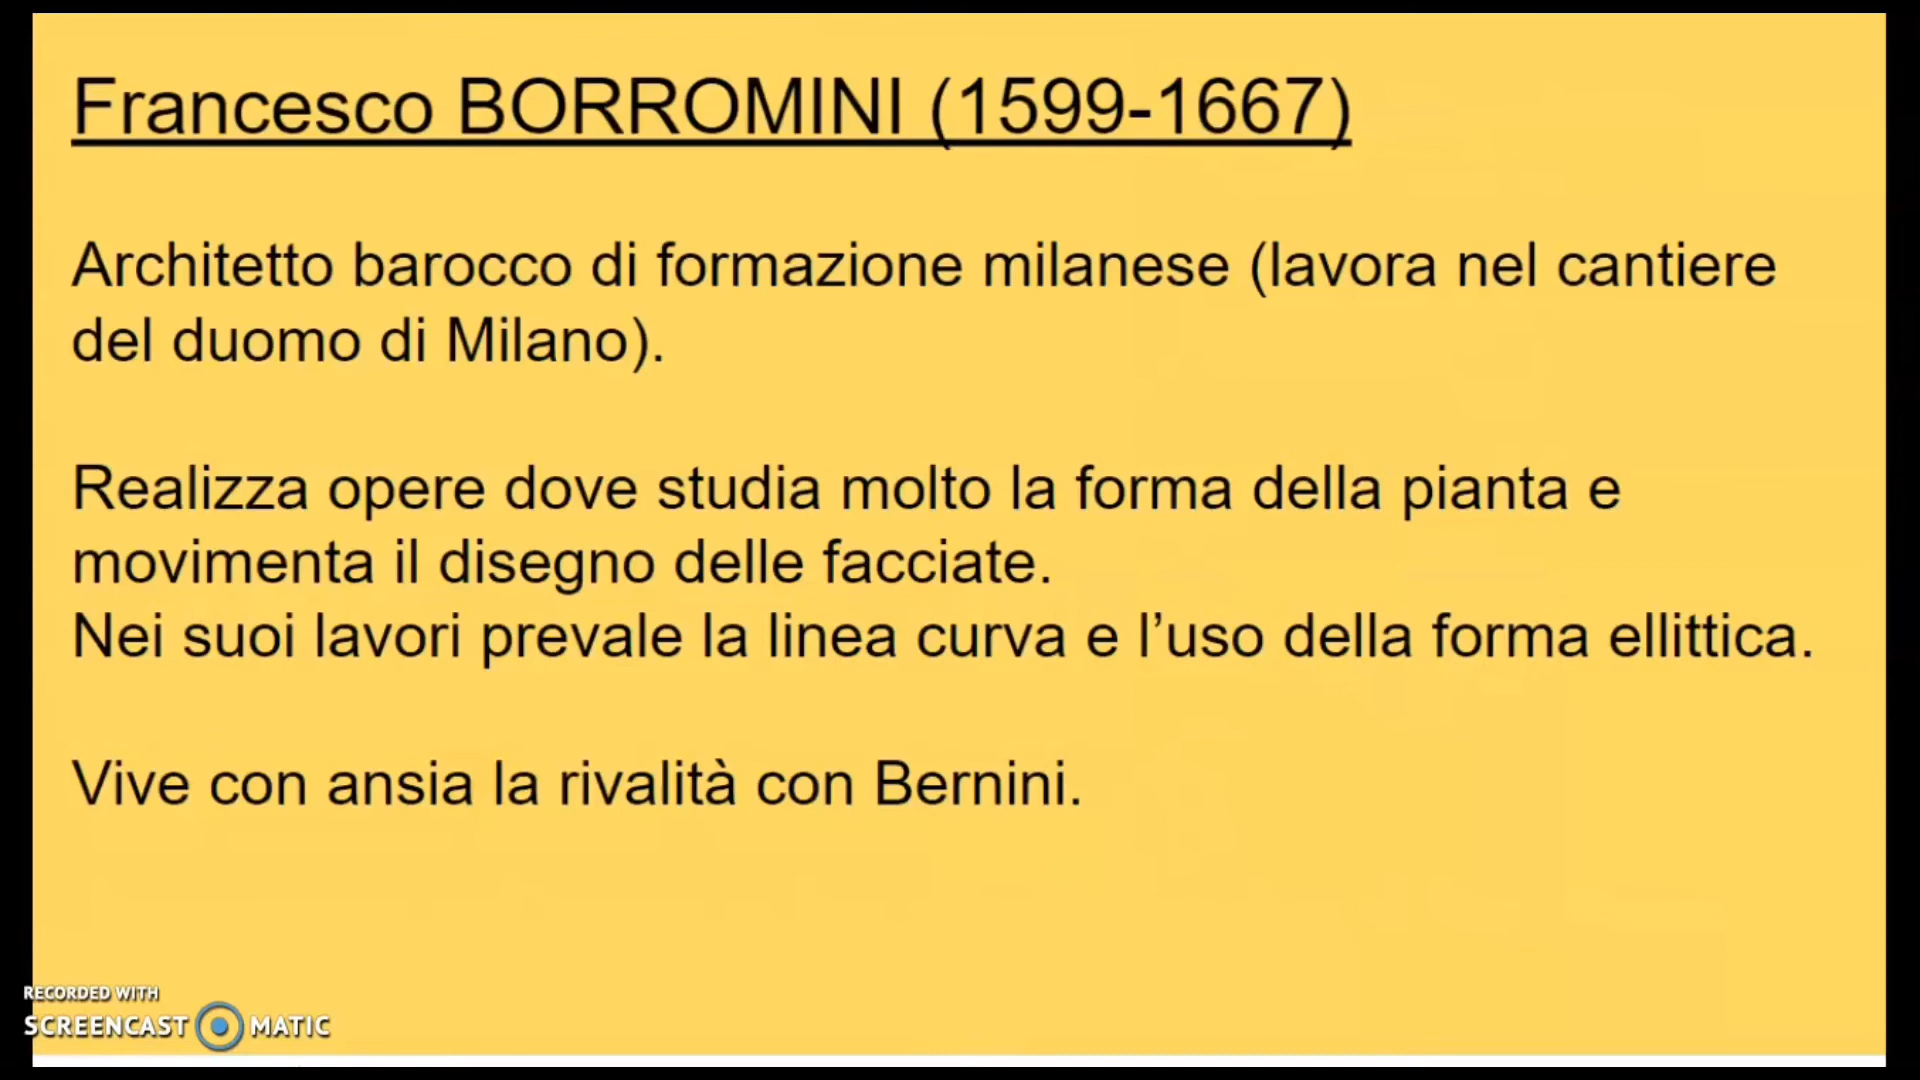 Francesco BORROMINI (1599-1667)
Architetto barocco di formazione milanese (lavora nel cantiere
del duomo di Milano).
Realizza opere dove studia molto la forma della pianta e
movimenta il disegno delle facciate.
Nei suoi lavori prevale la linea curva e l’uso della forma ellittica.
Vive con ansia la rivalità con Bernini.
RECORDED WITH
SCREENCAST MATIC